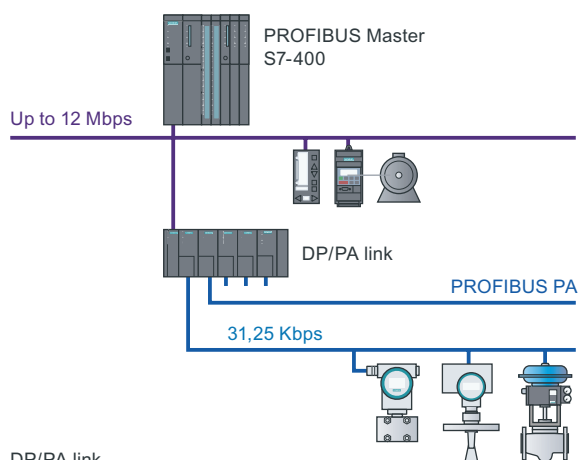 PROFIBUS Master
S7-400
Up to 12 Mbps
DP/PA link
PROFIBUS PA
31,25 Kbps
DP/PA link